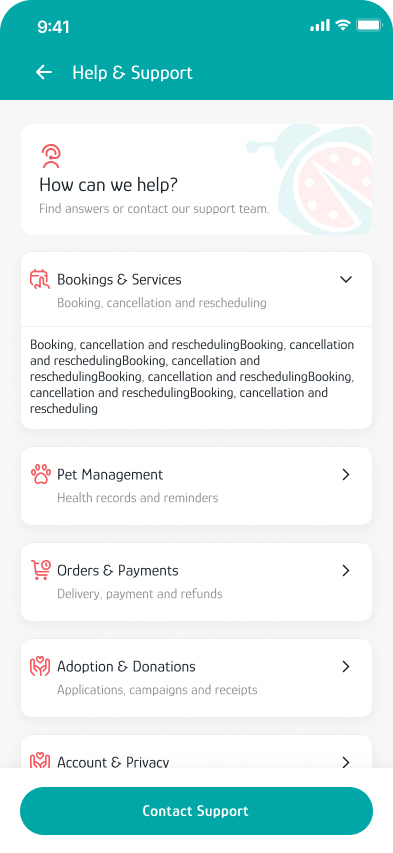 9:41
Help & Support
How can we help?
Find answers or contact our support team.
Bookings & Services
Booking, cancellation and rescheduling
Booking, cancellation and reschedulingBooking, cancellation
and reschedulingBooking, cancellation and
reschedulingBooking, cancellation and reschedulingBooking,
cancellation and reschedulingBooking, cancellation and
rescheduling
Pet Management
Health records and reminders
Orders & Payments
Delivery, payment and refunds
Adoption & Donations
Applications, campaigns and receipts
Account & Privacy
Contact Support